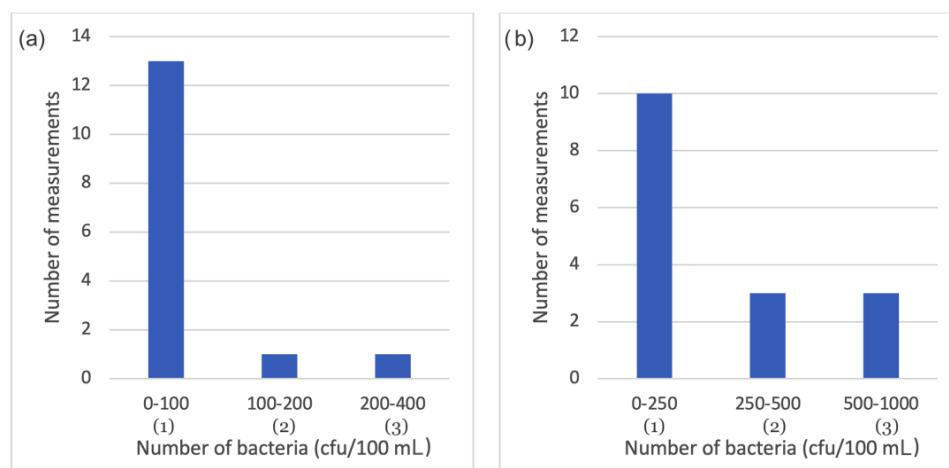 (a)
14
12
10
8
6
4
2
0
Number of measurements
0-100 100-200 200-400
(1) (2) (3)
Number of bacteria (cfu/100 mL)
(b)
12
10
8
6
4
2
0
Number of measurements
0-250 250-500 500-1000
(1) (2) (3)
Number of bacteria (cfu/100 mL)